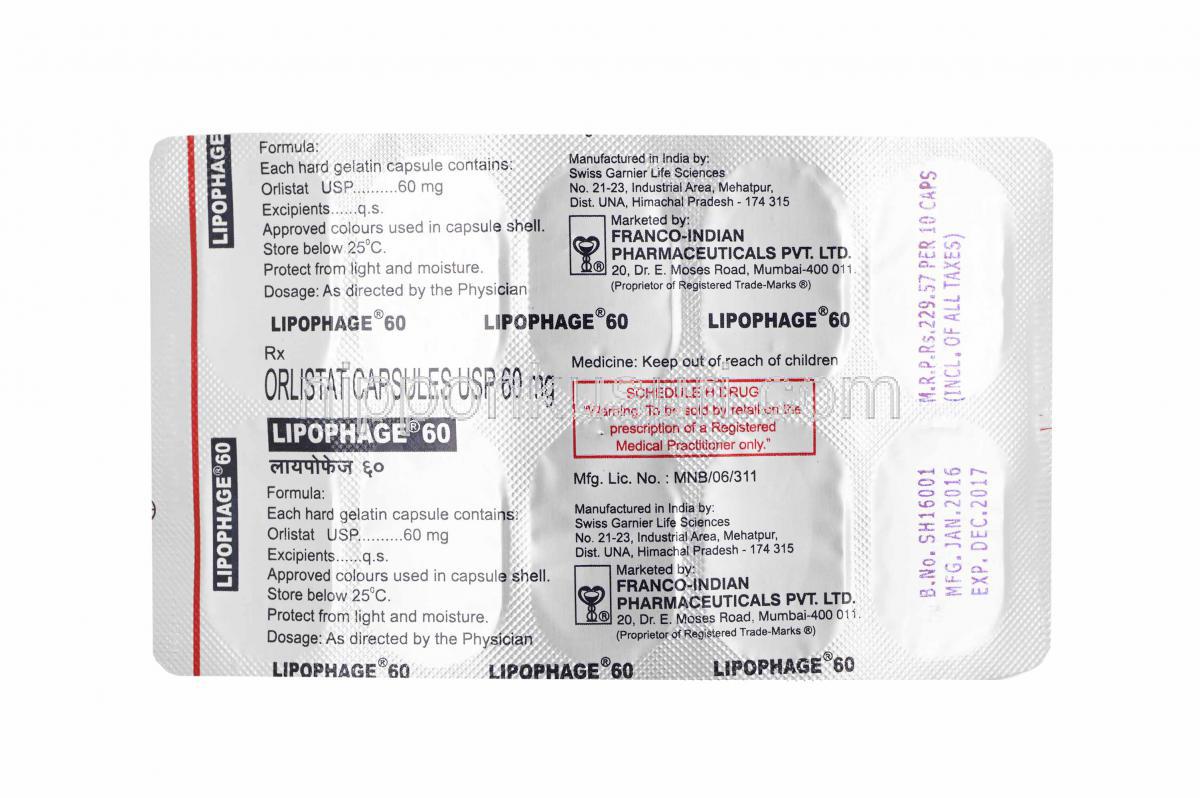 LIPOPHAGE
Formula:
Each hard gelatin capsule contains:
Orlistat USP..........60 mg
Excipients......q.s.
Approved colours used in capsule shell.
Store below 25°C.
Protect from light and moisture.
Dosage: As directed by the Physician
Manufactured in India by:
Swiss Garnier Life Sciences
No. 21-23, Industrial Area, Mehatpur,
Dist. UNA, Himachal Pradesh - 174 315
Marketed by:
FRANCO-INDIAN
PHARMACEUTICALS PVT. LTD.
20, Dr. E. Moses Road, Mumbai-400 011.
(Proprietor of Registered Trade-Marks ®)
®
LIPOPHAGE®60 LIPOPHAGE®60 LIPOPHAGE®60
Rx
ORLISTAT CAPSULES USP 60 mg
LIPOPHAGE®60
लायपोफेज ६०
Medicine: Keep out of reach of children
SCHEDULE H DRUG
"Warning: To be sold by retail on the
prescription of a Registered
Medical Practitioner only."
Mfg. Lic. No. : MNB/06/311
LIPOPHAGE®60
Formula:
Each hard gelatin capsule contains:
Orlistat USP..........60 mg
Excipients......q.s.
Approved colours used in capsule shell.
Store below 25°C.
Protect from light and moisture.
Dosage: As directed by the Physician
Manufactured in India by:
Swiss Garnier Life Sciences
No. 21-23, Industrial Area, Mehatpur,
Dist. UNA, Himachal Pradesh - 174 315
Marketed by:
FRANCO-INDIAN
PHARMACEUTICALS PVT. LTD.
20, Dr. E. Moses Road, Mumbai-400 011.
(Proprietor of Registered Trade-Marks ®)
®
LIPOPHAGE®60 LIPOPHAGE®60 LIPOPHAGE®60
M.R.P.Rs.229.57 PER 10 CAPS
(INCL.OF ALL TAXES)
B.No. SH16001
MFG. JAN.2016
EXP. DEC.2017